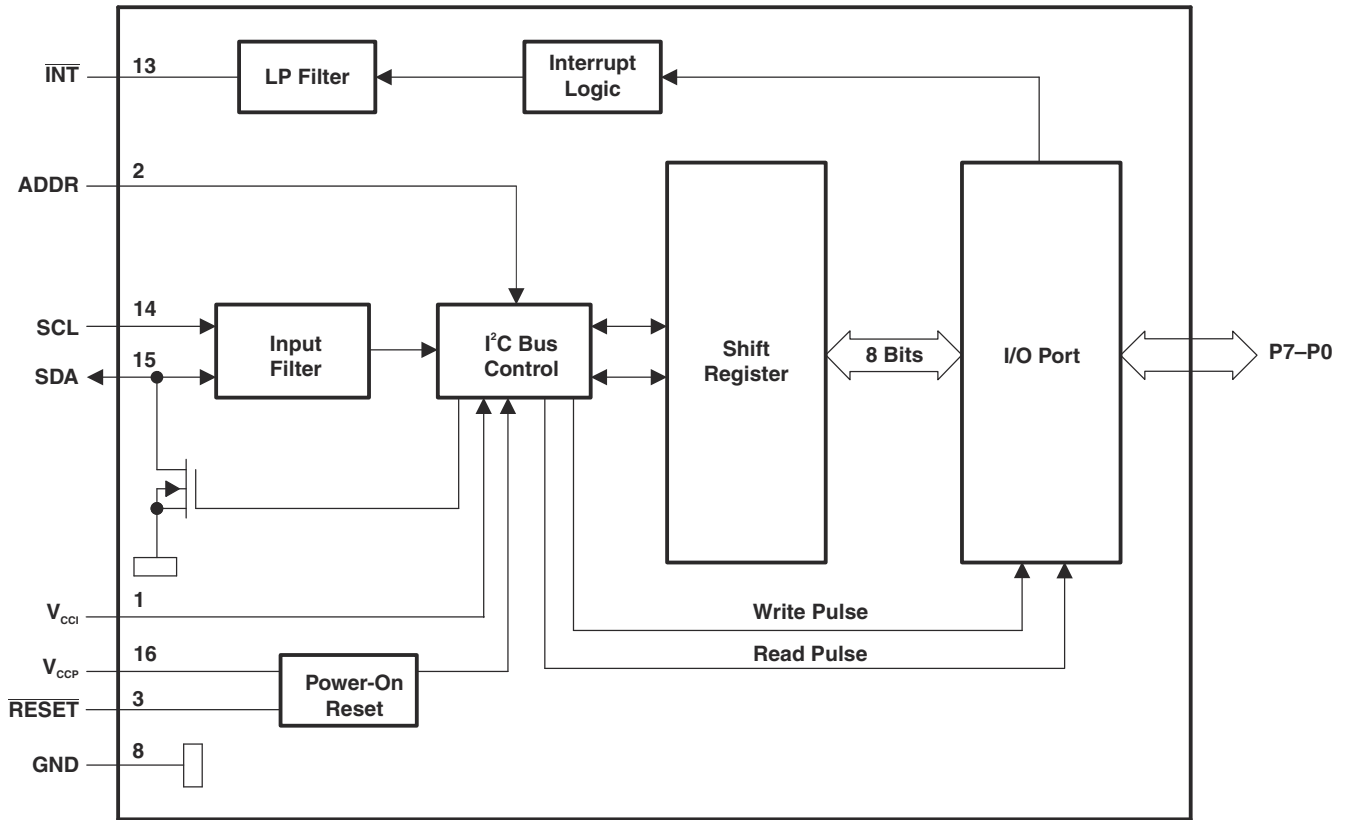 INT
13
LP Filter
Interrupt
Logic
ADDR
2
SCL
14
SDA
15
Input
Filter
I²C Bus
Control
Shift
Register
8 Bits
I/O Port
P7–P0
VCCI
1
Write Pulse
VCCP
16
Read Pulse
RESET
3
Power-On
Reset
GND
8